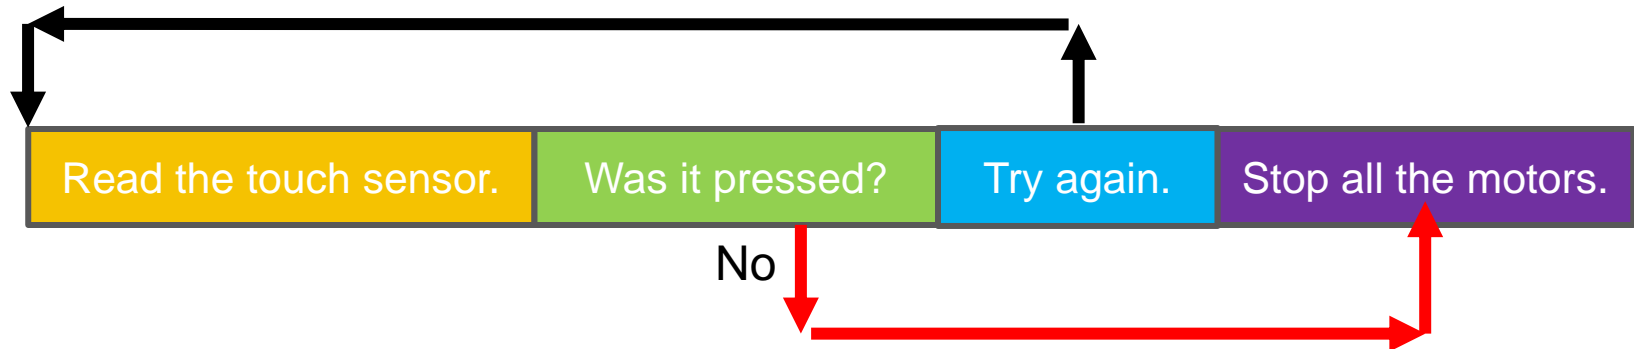 Read the touch sensor.
Was it pressed?
Try again.
Stop all the motors.
No